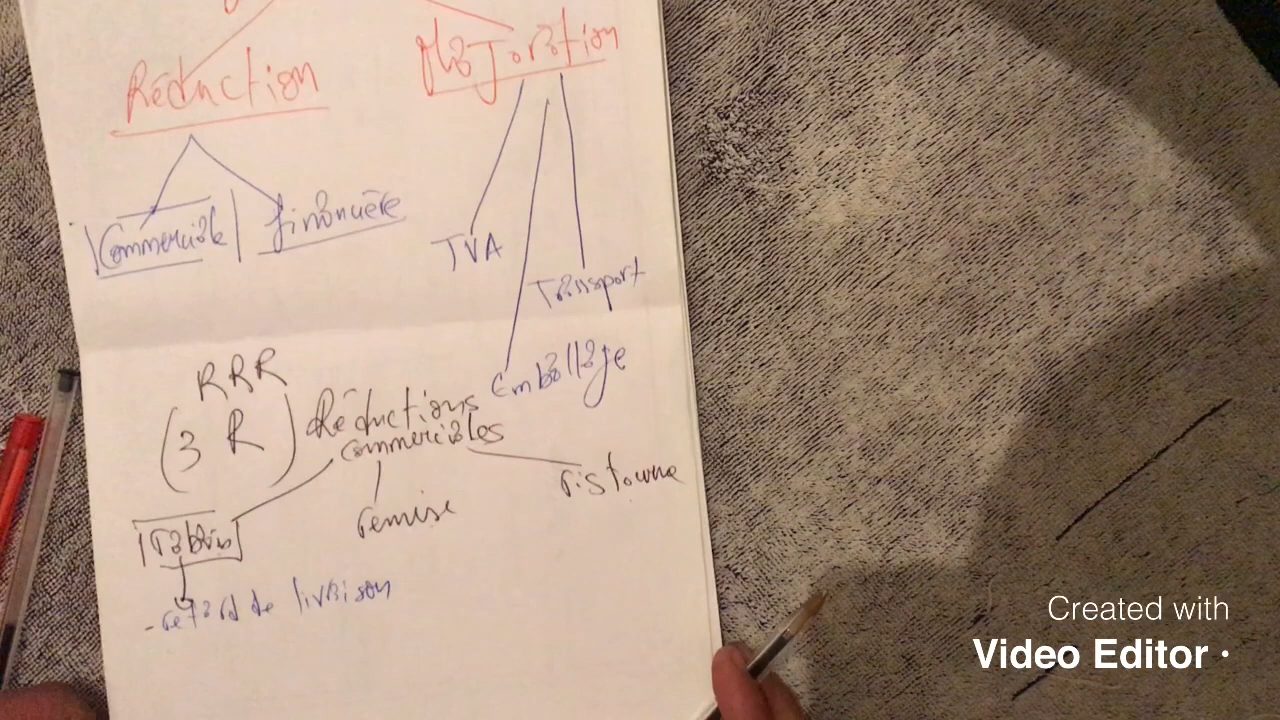 Réduction
Majoration
Commerciale
financière
TVA
Transport
Emballage
RRR
(3 R)
Réductions
commerciales
rabais
remise
ristourne
- retard de livraison
Created with
Video Editor